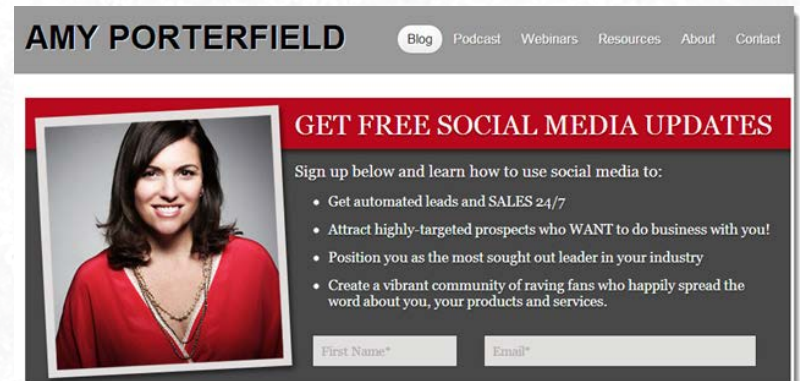 AMY PORTERFIELD
Blog Podcast Webinars Resources About Contact
GET FREE SOCIAL MEDIA UPDATES
Sign up below and learn how to use social media to:
• Get automated leads and SALES 24/7
• Attract highly-targeted prospects who WANT to do business with you!
• Position you as the most sought out leader in your industry
• Create a vibrant community of raving fans who happily spread the
word about you, your products and services.
First Name* Email*